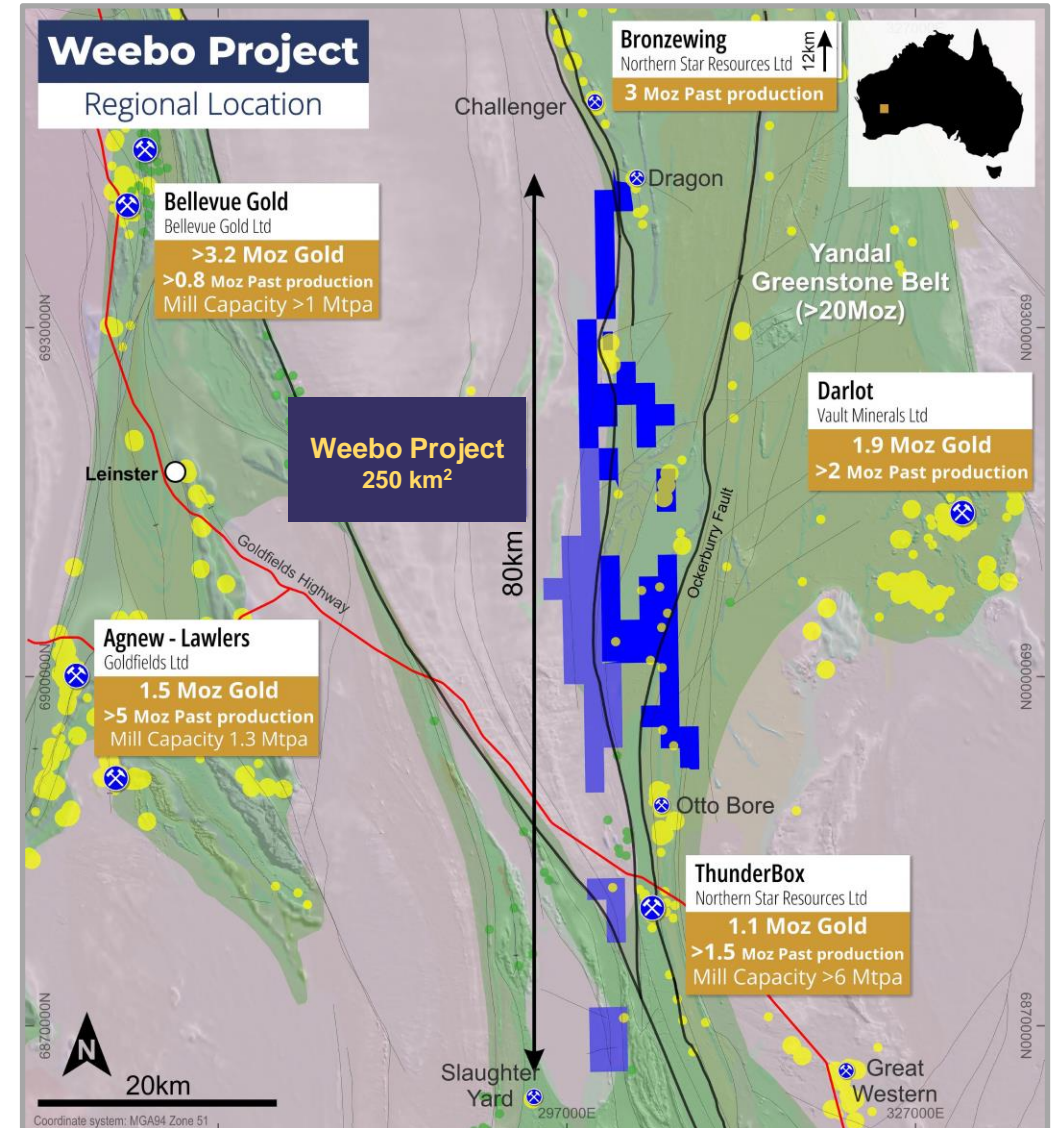 Weebo Project
Regional Location
Bronzewing
Northern Star Resources Ltd
3 Moz Past production
12km
Challenger
Dragon
Bellevue Gold
Bellevue Gold Ltd
>3.2 Moz Gold
>0.8 Moz Past production
Mill Capacity >1 Mtpa
Yandal
Greenstone Belt
(>20Moz)
6930000N
6930000N
Darlot
Vault Minerals Ltd
1.9 Moz Gold
>2 Moz Past production
Weebo Project
250 km²
Leinster
Goldfields Highway
80km
Ockerburry Fault
Agnew - Lawlers
Goldfields Ltd
1.5 Moz Gold
>5 Moz Past production
Mill Capacity 1.3 Mtpa
6900000N
6900000N
Otto Bore
ThunderBox
Northern Star Resources Ltd
1.1 Moz Gold
>1.5 Moz Past production
Mill Capacity >6 Mtpa
6870000N
6870000N
N
20km
Slaughter
Yard
Great
Western
297000E
327000E
Coordinate system: MGA94 Zone 51